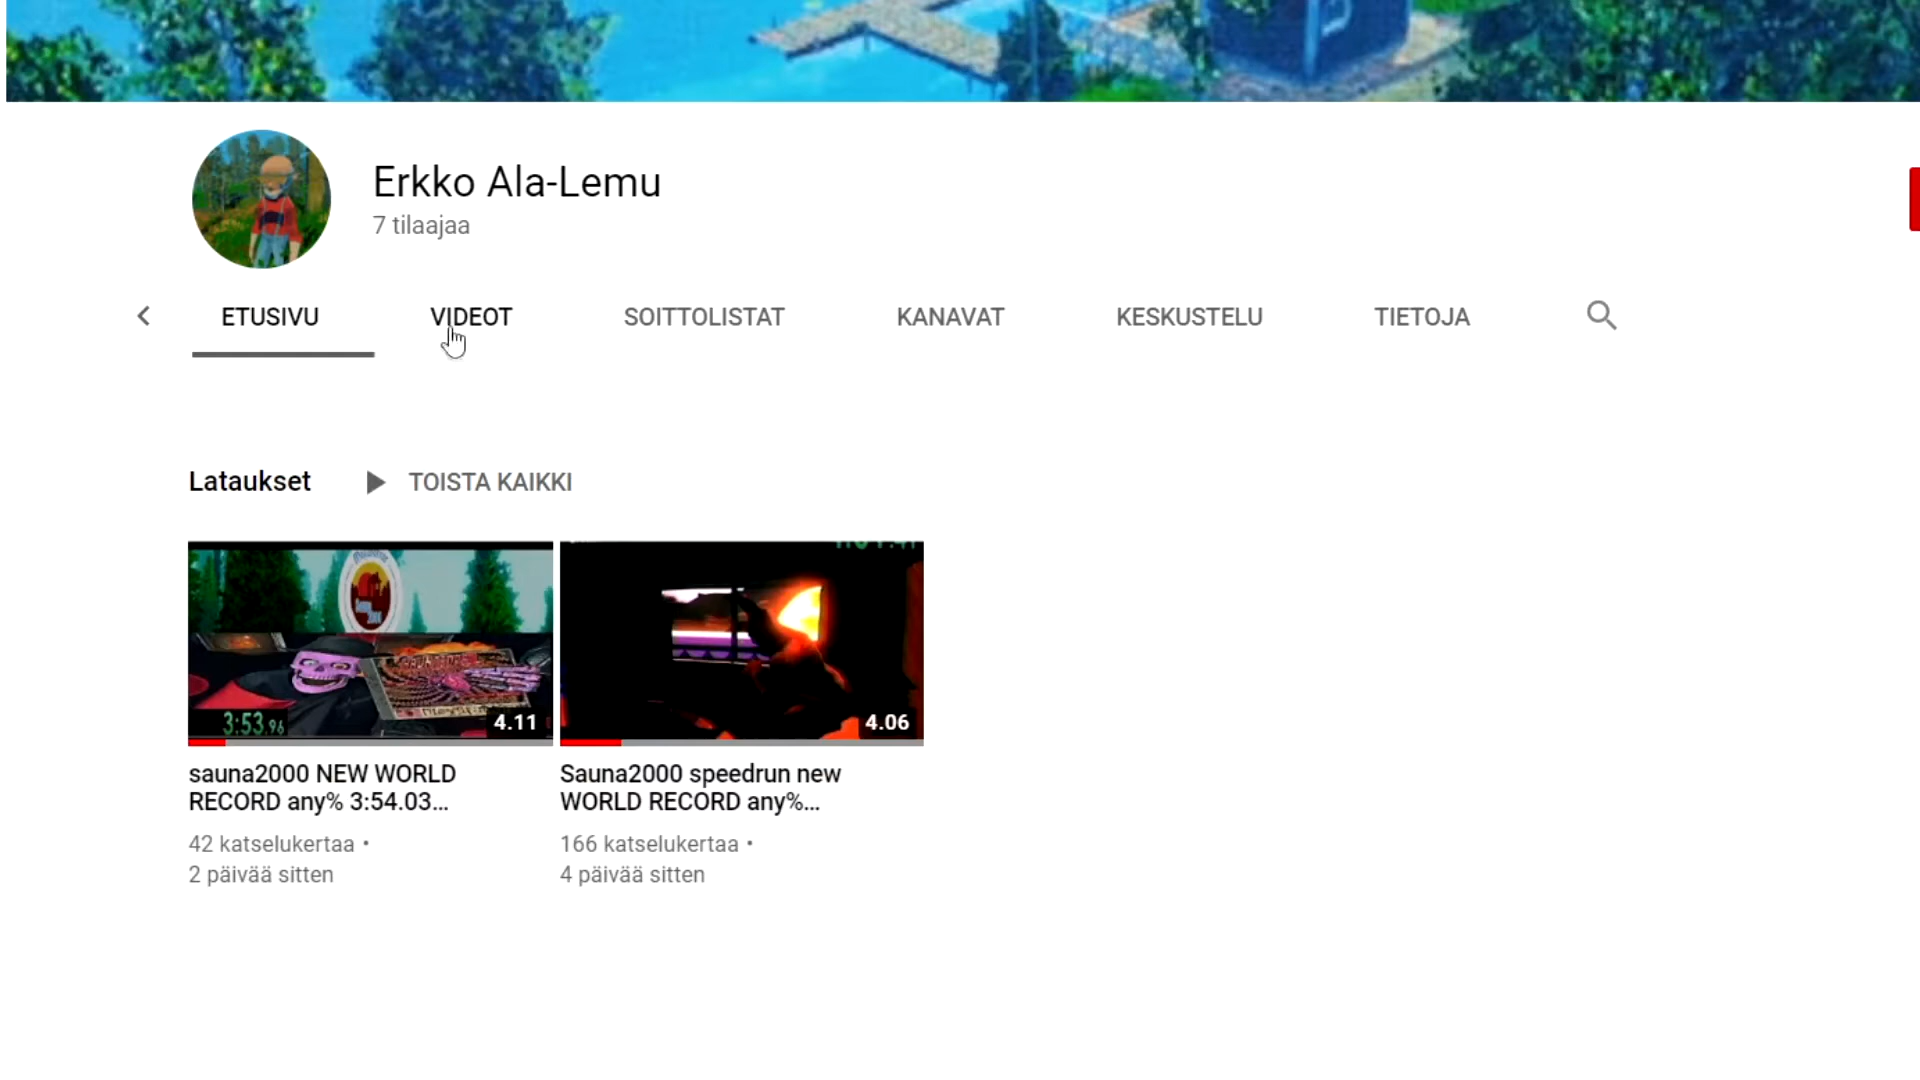 Erkko Ala-Lemu
7 tilaajaa
ETUSIVU VIDEOT SOITTOLISTAT KANAVAT KESKUSTELU TIETOJA
Lataukset TOISTA KAIKKI
3:53.96
4.11
4.06
sauna2000 NEW WORLD
RECORD any% 3:54.03...
42 katselukertaa •
2 päivää sitten
Sauna2000 speedrun new
WORLD RECORD any%...
166 katselukertaa •
4 päivää sitten